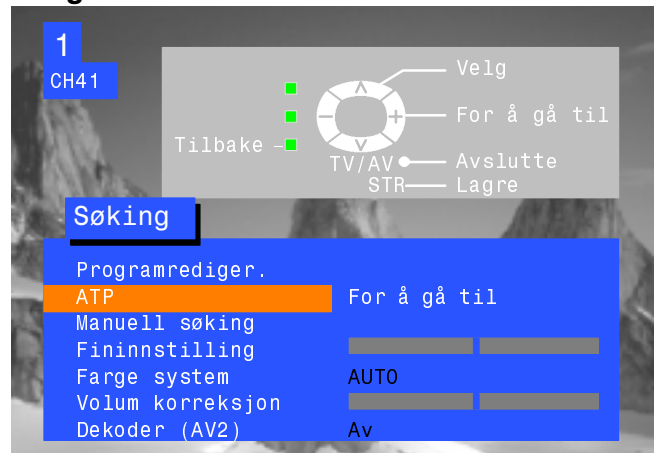 1
CH41
Velg
For å gå til
Tilbake
TV/AV Avslutte
STR Lagre
Søking
Programrediger.
ATP For å gå til
Manuell søking
Fininnstilling
Farge system AUTO
Volum korreksjon
Dekoder (AV2) Av